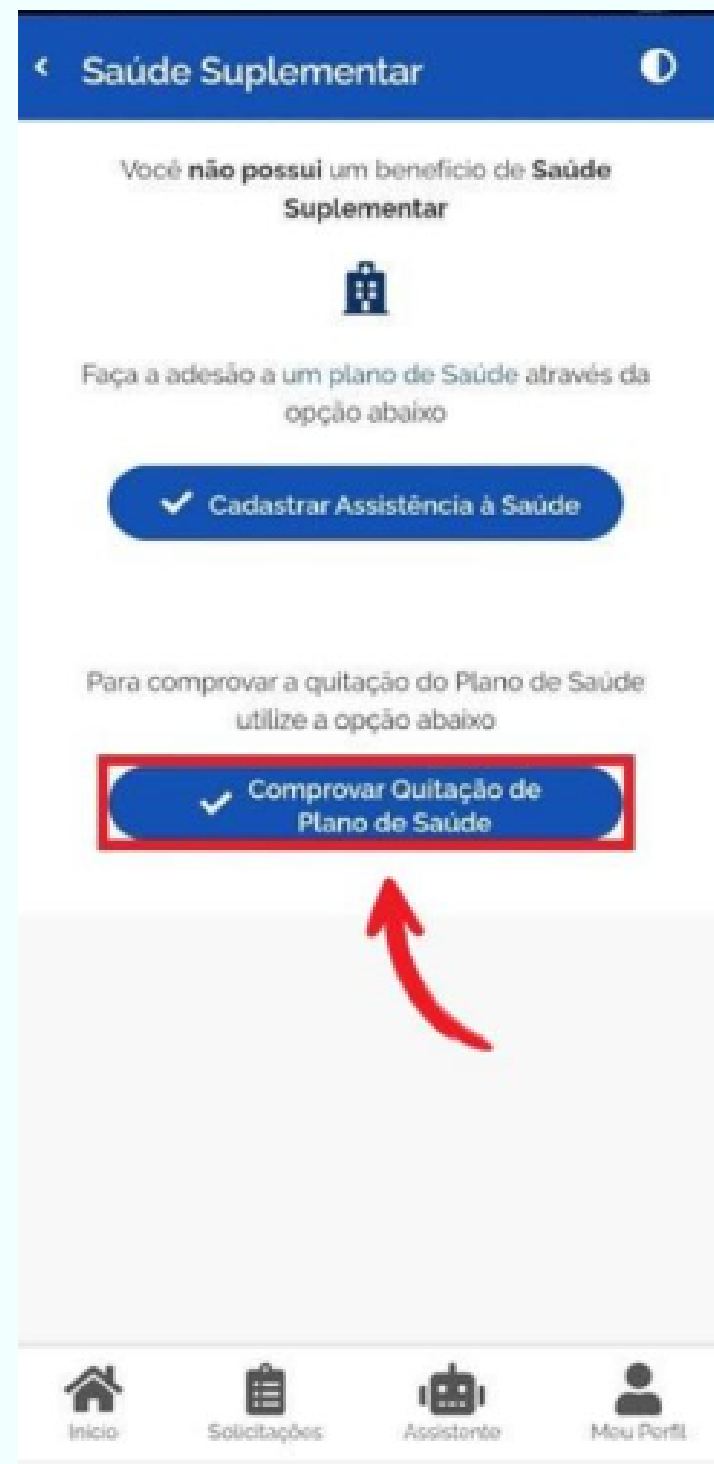 Saúde Suplementar
Você não possui um benefício de Saúde
Suplementar
Faça a adesão a um plano de Saúde através da
opção abaixo
Cadastrar Assistência à Saúde
Para comprovar a quitação do Plano de Saúde
utilize a opção abaixo
Comprovar Quitação de
Plano de Saúde
Início
Solicitações
Assistente
Meu Perfil